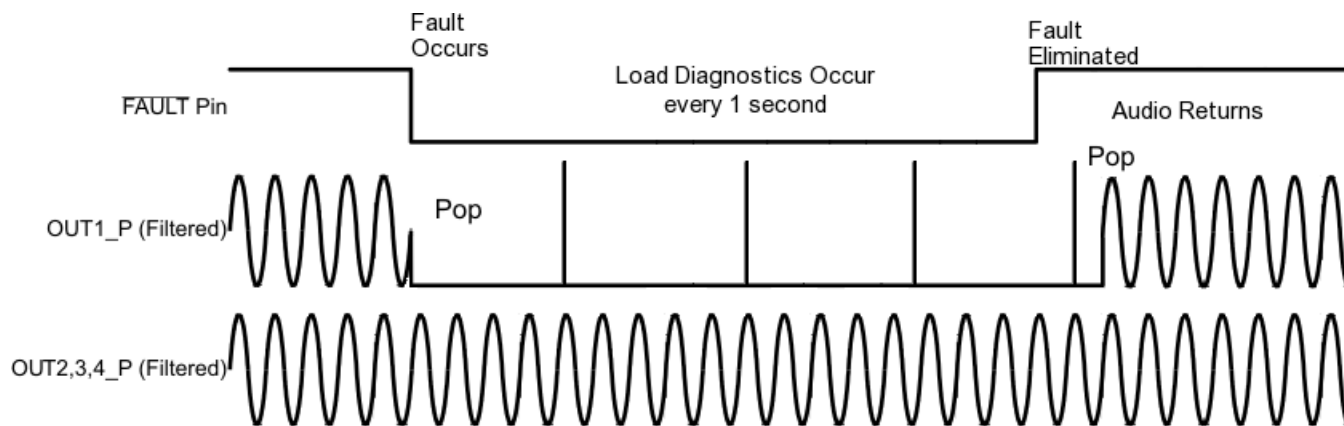 Fault
Occurs
Fault
Eliminated
Load Diagnostics Occur
every 1 second
FAULT Pin
Audio Returns
Pop
Pop
OUT1_P (Filtered)
OUT2,3,4_P (Filtered)